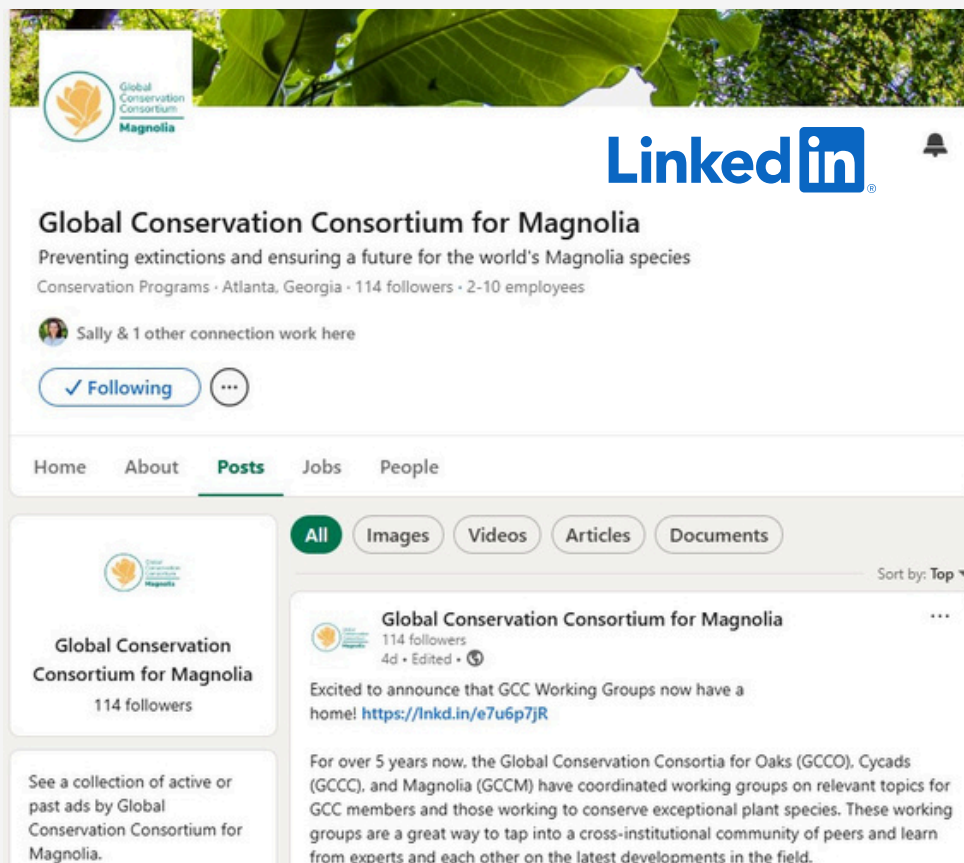 Global
Conservation
Consortium
Magnolia
Linked in ®
Global Conservation Consortium for Magnolia
Preventing extinctions and ensuring a future for the world's Magnolia species
Conservation Programs · Atlanta, Georgia · 114 followers · 2-10 employees
Sally & 1 other connection work here
✓ Following ···
Home About Posts Jobs People
All Images Videos Articles Documents
Sort by: Top
Global
Conservation
Consortium
Magnolia
Global Conservation
Consortium for Magnolia
114 followers
See a collection of active or
past ads by Global
Conservation Consortium for
Magnolia.
Global Conservation Consortium for Magnolia
114 followers
4d • Edited •
Excited to announce that GCC Working Groups now have a
home! https://lnkd.in/e7u6p7jR
For over 5 years now, the Global Conservation Consortia for Oaks (GCCO), Cycads
(GCCC), and Magnolia (GCCM) have coordinated working groups on relevant topics for
GCC members and those working to conserve exceptional plant species. These working
groups are a great way to tap into a cross-institutional community of peers and learn
from experts and each other on the latest developments in the field.